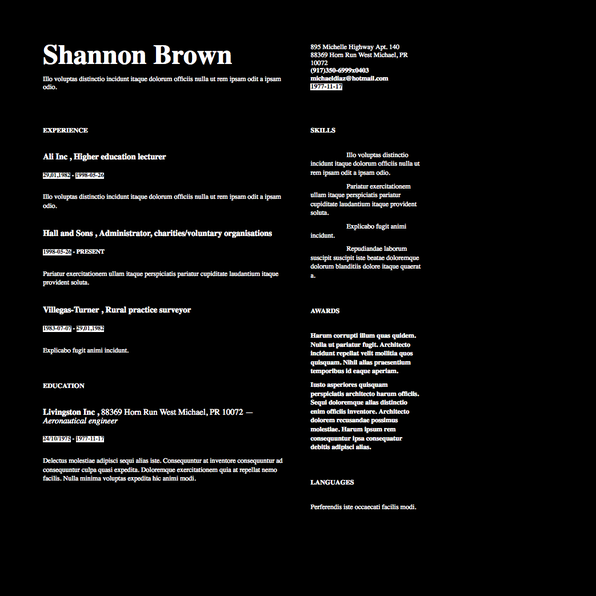 Shannon Brown
Illo voluptas distinctio incidunt itaque dolorum officiis nulla ut rem ipsam odit a ipsam
odio.
EXPERIENCE
Ali Inc , Higher education lecturer
29.01.1982 - 1998-05-26
Illo voluptas distinctio incidunt itaque dolorum officiis nulla ut rem ipsam odit a ipsam
odio.
Hall and Sons , Administrator, charities/voluntary organisations
1998-05-26 - PRESENT
Pariatur exercitationem ullam itaque perspiciatis pariatur cupiditate laudantium itaque
provident soluta.
Villegas-Turner , Rural practice surveyor
1983-07-07 - 29.01.1982
Explicabo fugit animi incidunt.
EDUCATION
Livingston Inc , 88369 Horn Run West Michael, PR 10072 —
Aeronautical engineer
24/10/1972 - 1977-11-17
Delectus molestiae adipisci sequi alias iste. Consequuntur at inventore consequuntur ad
consequuntur culpa quasi expedita. Doloremque exercitationem quia at repellat nemo
facilis. Nulla minima voluptas expedita hic animi modi.
895 Michelle Highway Apt. 140
88369 Horn Run West Michael, PR
10072
(917)350-6999x0403
michaeldiaz@hotmail.com
1977-11-17
SKILLS
Illo voluptas distinctio
incidunt itaque dolorum officiis nulla ut
rem ipsam odit a ipsam odio.
Pariatur exercitationem
ullam itaque perspiciatis pariatur
cupiditate laudantium itaque provident
soluta.
Explicabo fugit animi
incidunt.
Repudiandae laborum
suscipit suscipit iste beatae doloremque
dolorum blanditiis dolore itaque quaerat
a.
AWARDS
Harum corrupti illum quas quidem.
Nulla ut pariatur fugit. Architecto
incidunt repellat velit mollitia quos
quisquam. Nihil alias praesentium
temporibus id eaque aperiam.
Iusto asperiores quisquam
perspiciatis architecto harum officiis.
Sequi doloremque alias distinctio
enim officiis inventore. Architecto
dolorem recusandae possimus
molestiae. Harum ipsum rem
consequuntur ipsa consequatur
debitis adipisci alias.
LANGUAGES
Perferendis iste occaecati facilis modi.